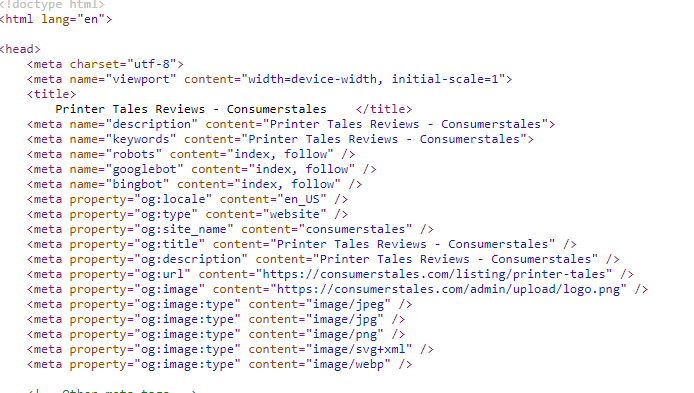 <!doctype html>
<html lang="en">
<head>
<meta charset="utf-8">
<meta name="viewport" content="width=device-width, initial-scale=1">
<title>
Printer Tales Reviews - Consumerstales    </title>
<meta name="description" content="Printer Tales Reviews - Consumerstales">
<meta name="keywords" content="Printer Tales Reviews - Consumerstales">
<meta name="robots" content="index, follow" />
<meta name="googlebot" content="index, follow" />
<meta name="bingbot" content="index, follow" />
<meta property="og:locale" content="en_US" />
<meta property="og:type" content="website" />
<meta property="og:site_name" content="consumerstales" />
<meta property="og:title" content="Printer Tales Reviews - Consumerstales" />
<meta property="og:description" content="Printer Tales Reviews - Consumerstales" />
<meta property="og:url" content="https://consumerstales.com/listing/printer-tales" />
<meta property="og:image" content="https://consumerstales.com/admin/upload/logo.png" />
<meta property="og:image:type" content="image/jpeg" />
<meta property="og:image:type" content="image/jpg" />
<meta property="og:image:type" content="image/png" />
<meta property="og:image:type" content="image/svg+xml" />
<meta property="og:image:type" content="image/webp" />
<!-- Other meta tags -->